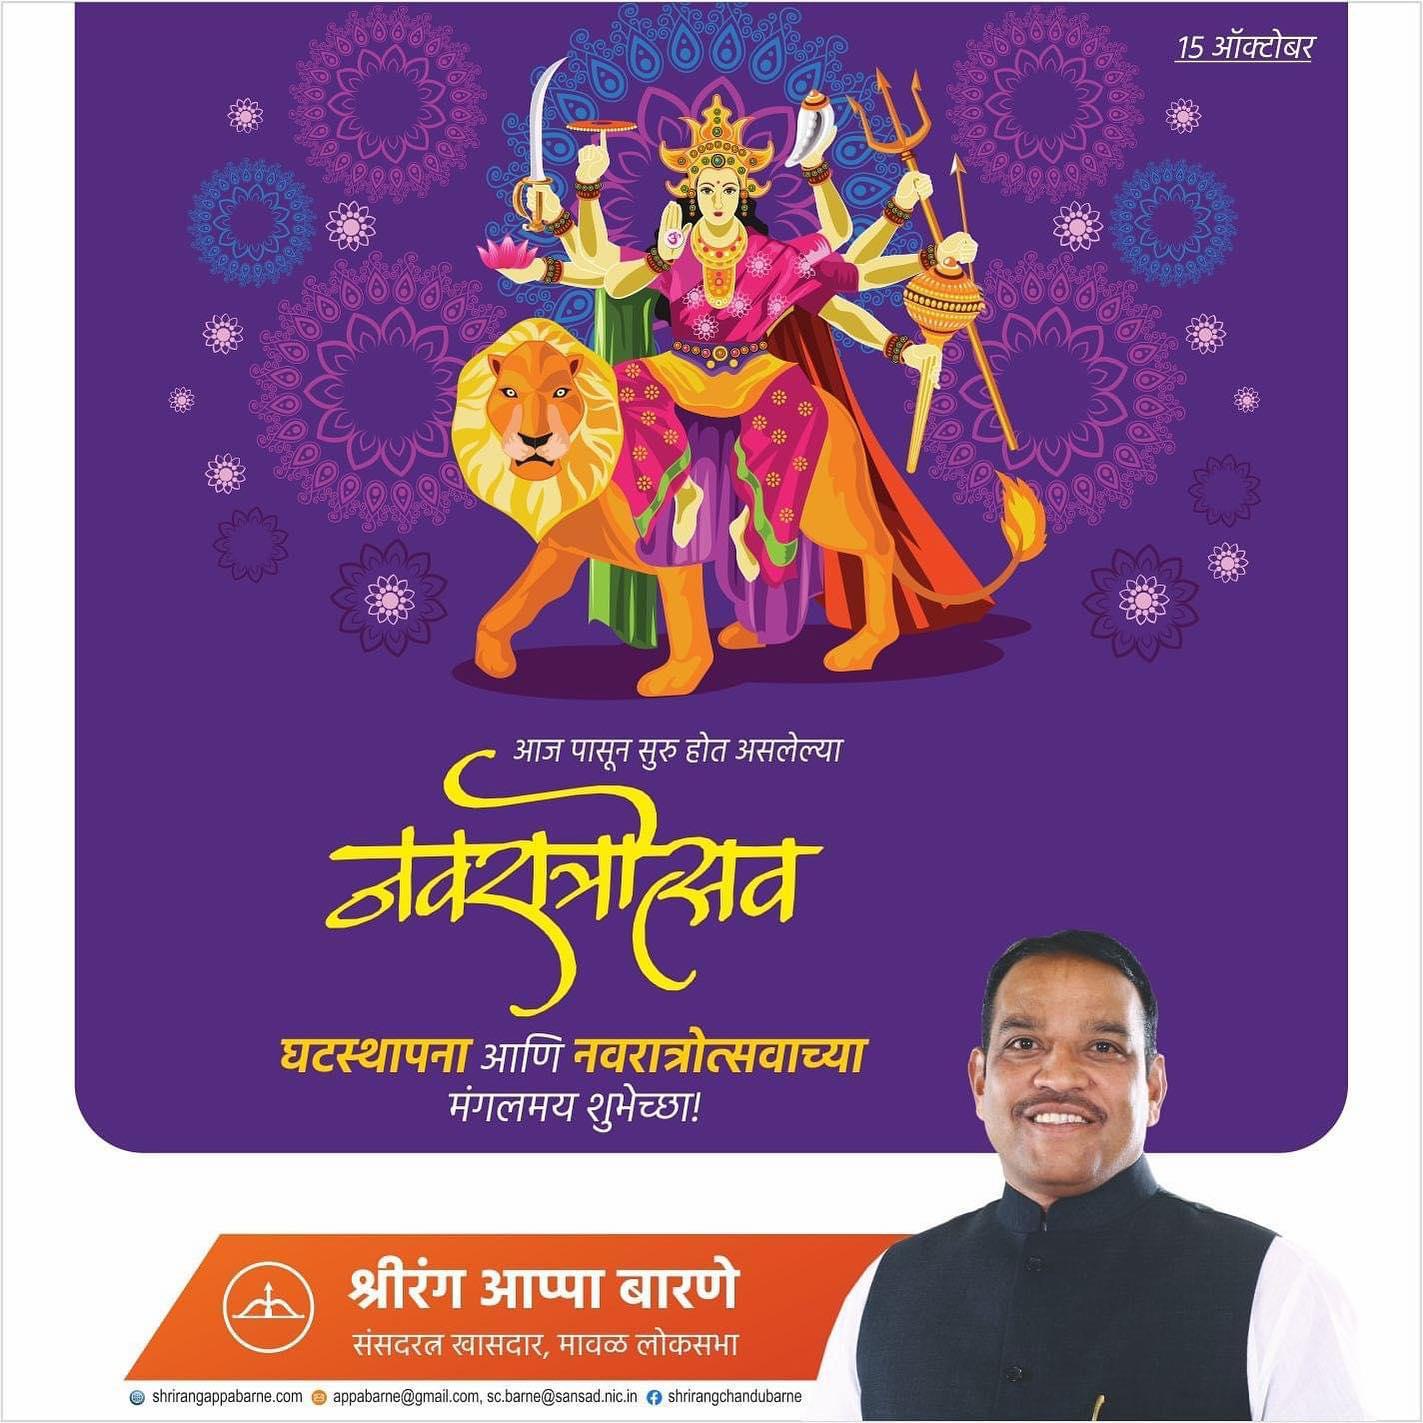 15 ऑक्टोबर
ॐ
आज पासून सुरु होत असलेल्या
नवरात्रोत्सव
घटस्थापना आणि नवरात्रोत्सवाच्या
मंगलमय शुभेच्छा!
श्रीरंग आप्पा बारणे
संसदरत्न खासदार, मावळ लोकसभा
shrirangappabarne.com appabarne@gmail.com, sc.barne@sansad.nic.in shrirangchandubarne